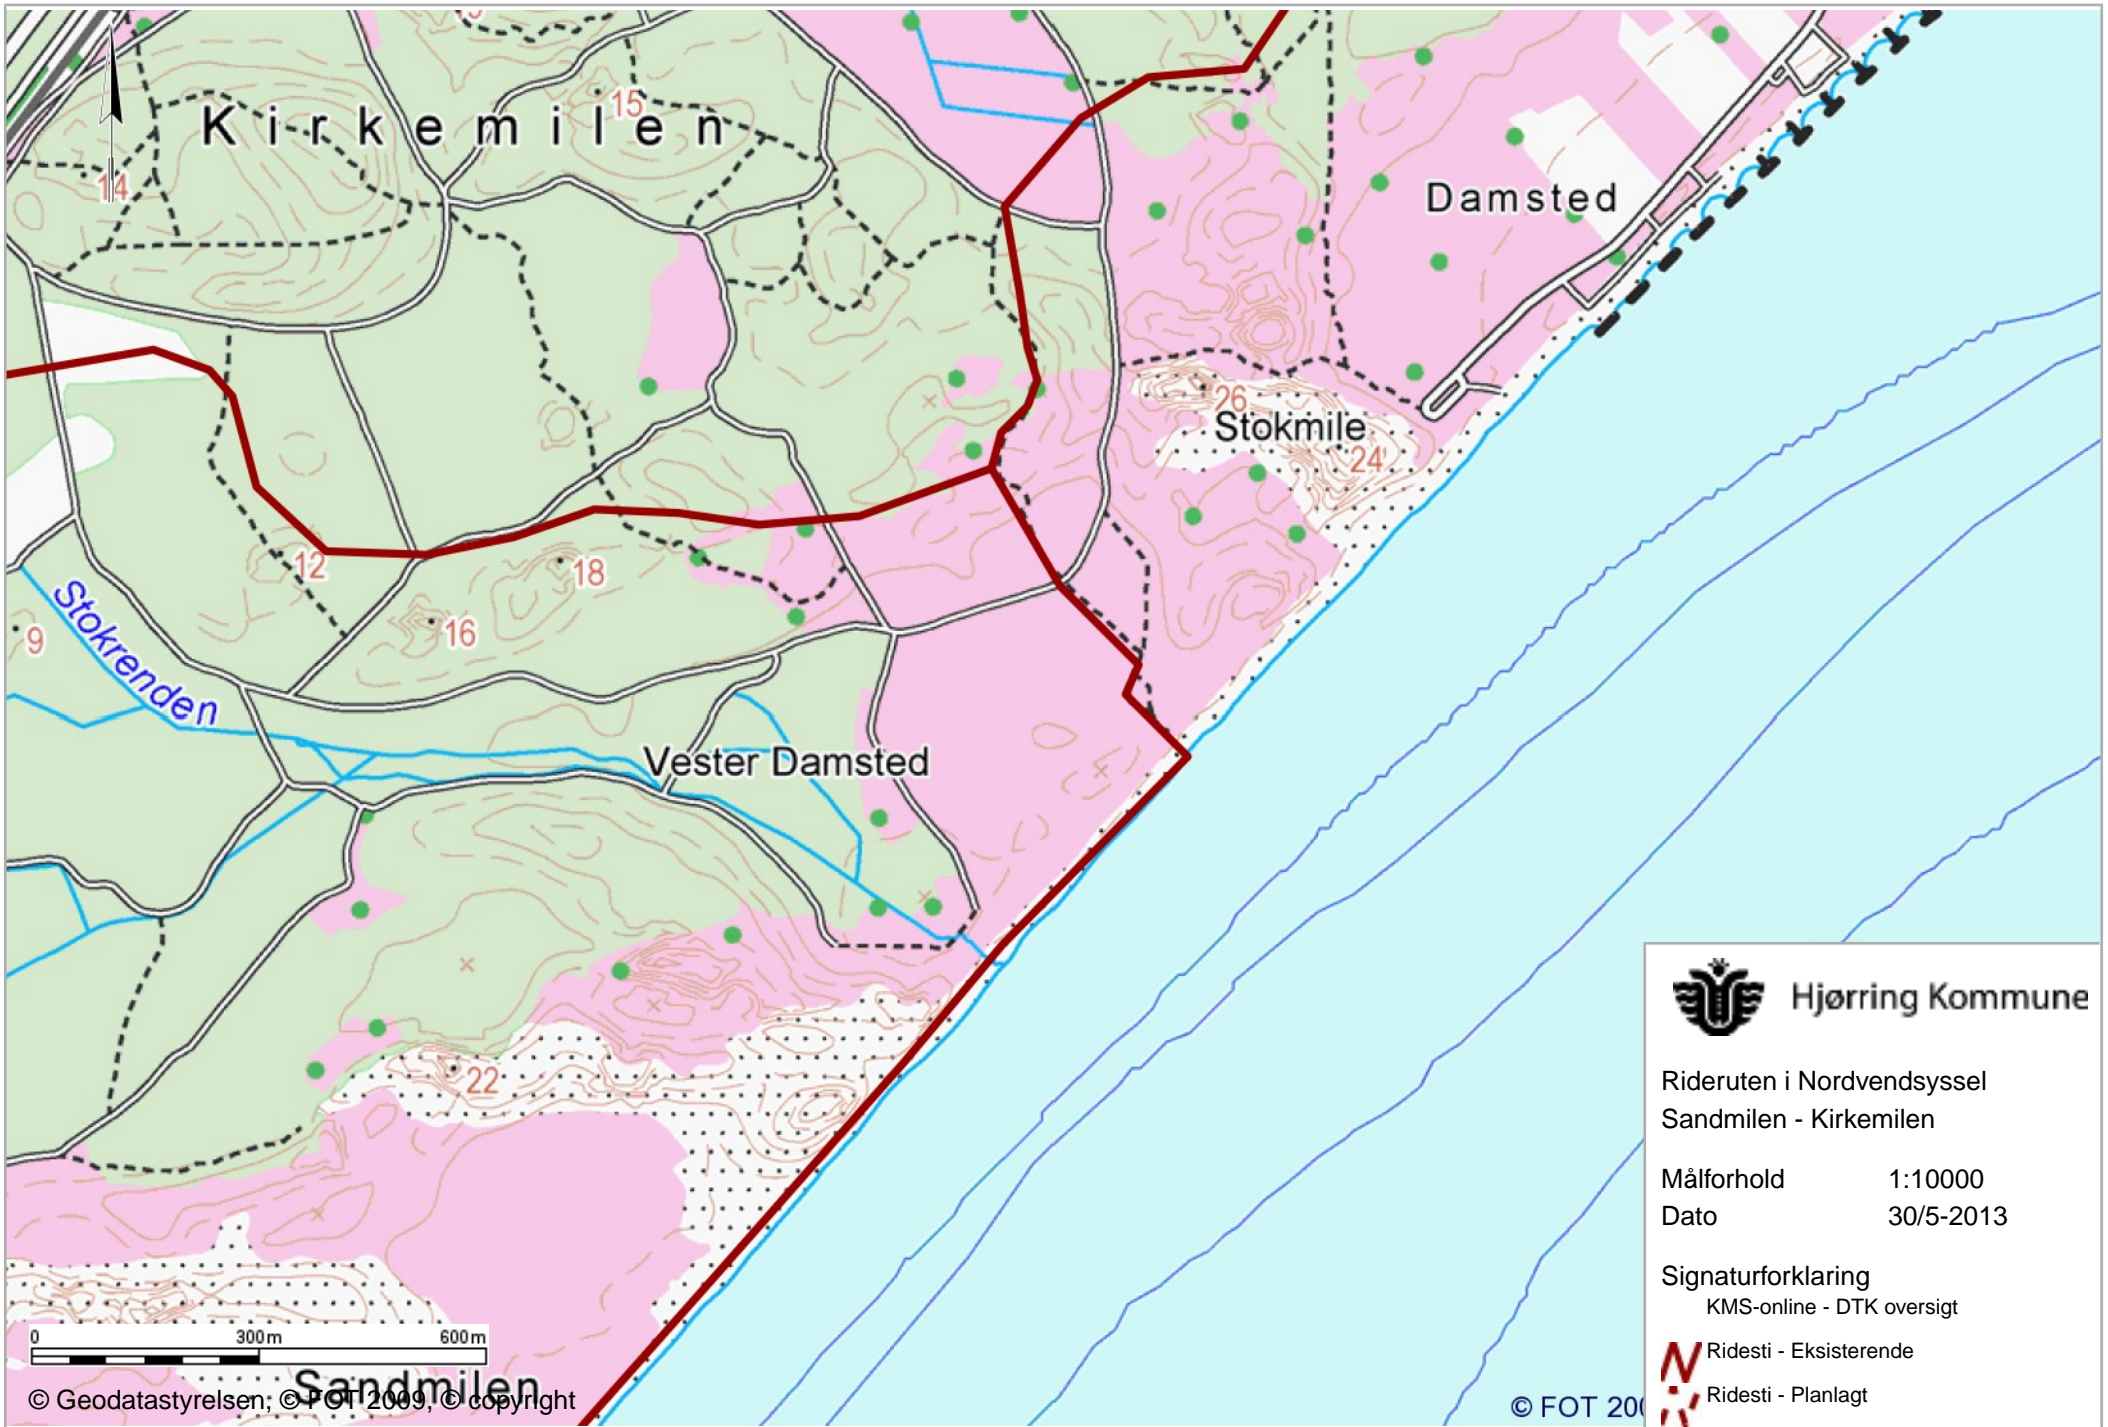 Kirkemilen
15
14
Damsted
26
Stokmile
24
12
18
16
9
Stokrenden
Vester Damsted
22
Hjørring Kommune
Rideruten i Nordvendsyssel
Sandmilen - Kirkemilen
Målforhold 1:10000
Dato 30/5-2013
Signaturforklaring
KMS-online - DTK oversigt
Ridesti - Eksisterende
Ridesti - Planlagt
0 300m 600m
Sandmilen
© Geodatastyrelsen, © FOT 2009, © copyright
© FOT 200